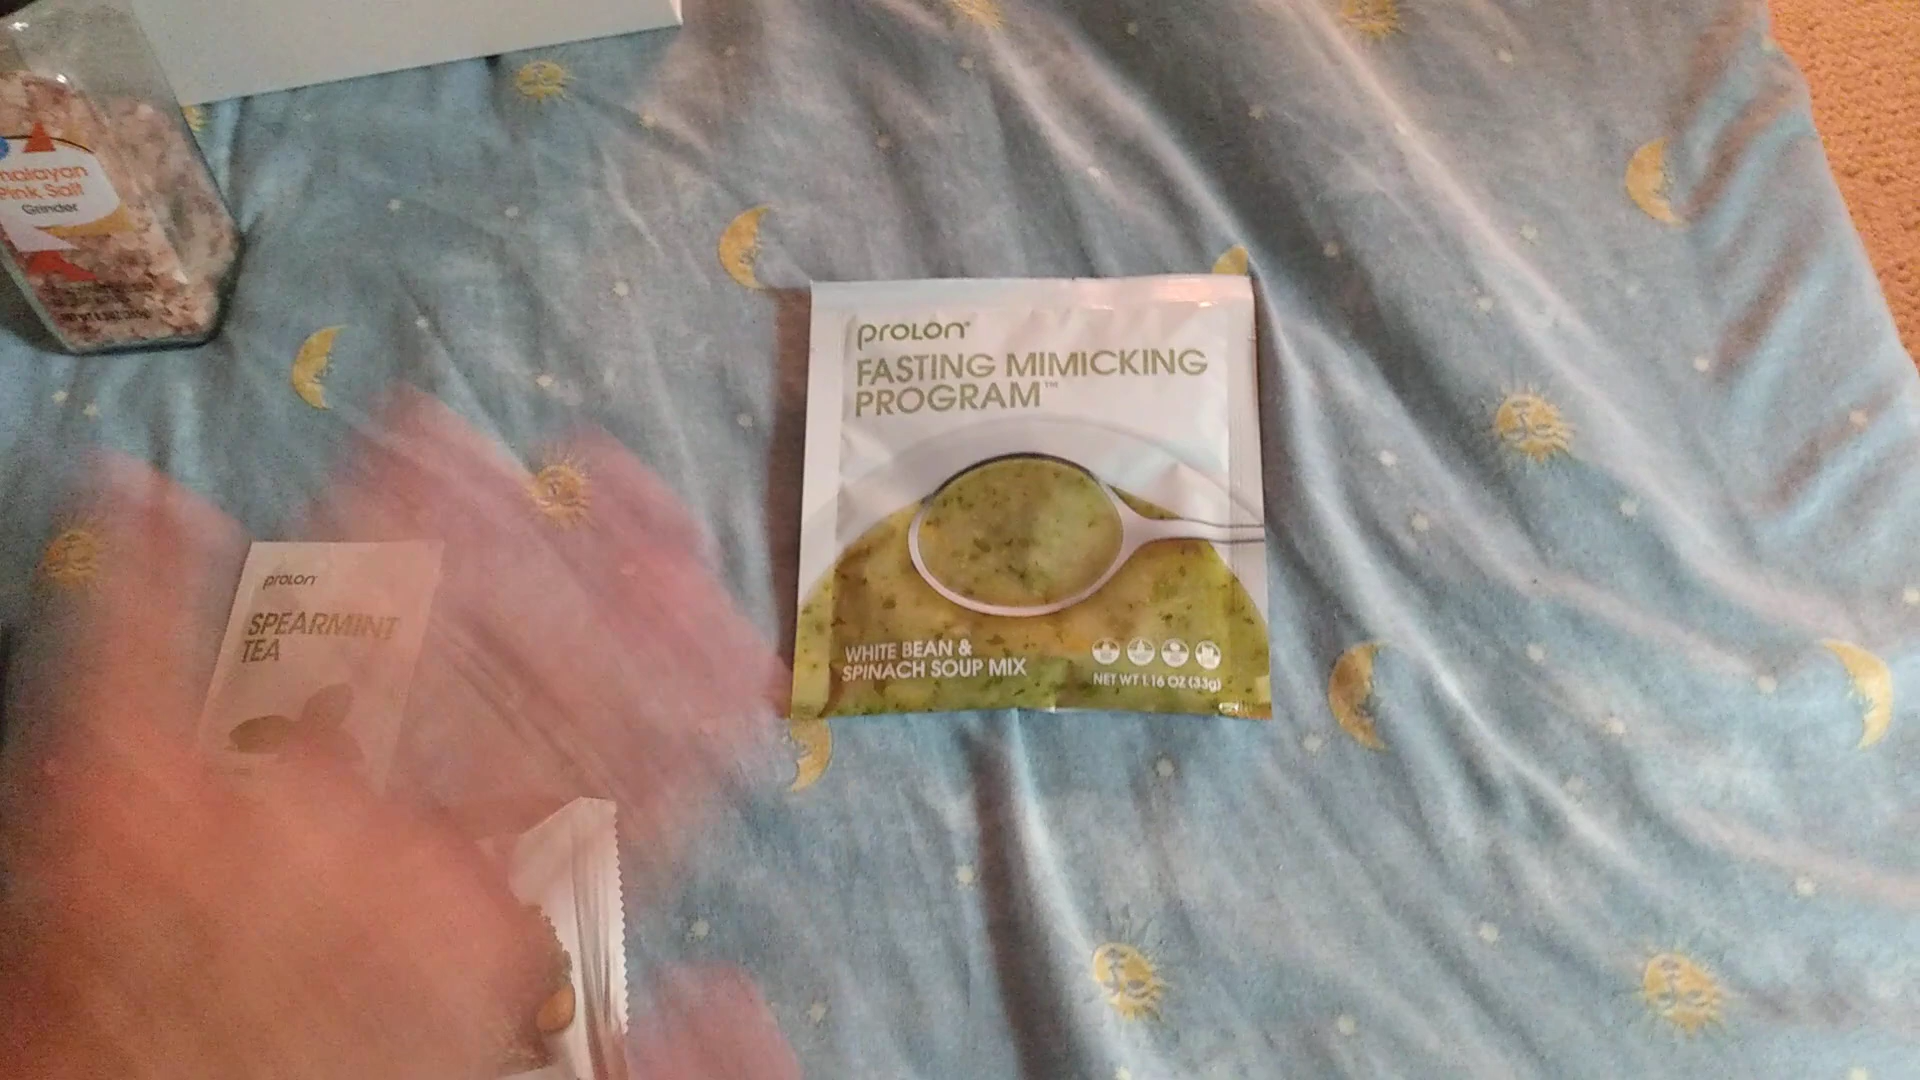 Pink Salt
Grinder
PROLON®
FASTING MIMICKING
PROGRAM™
PROLON
SPEARMINT
TEA
WHITE BEAN &
SPINACH SOUP MIX
NET WT 1.16 OZ (33g)